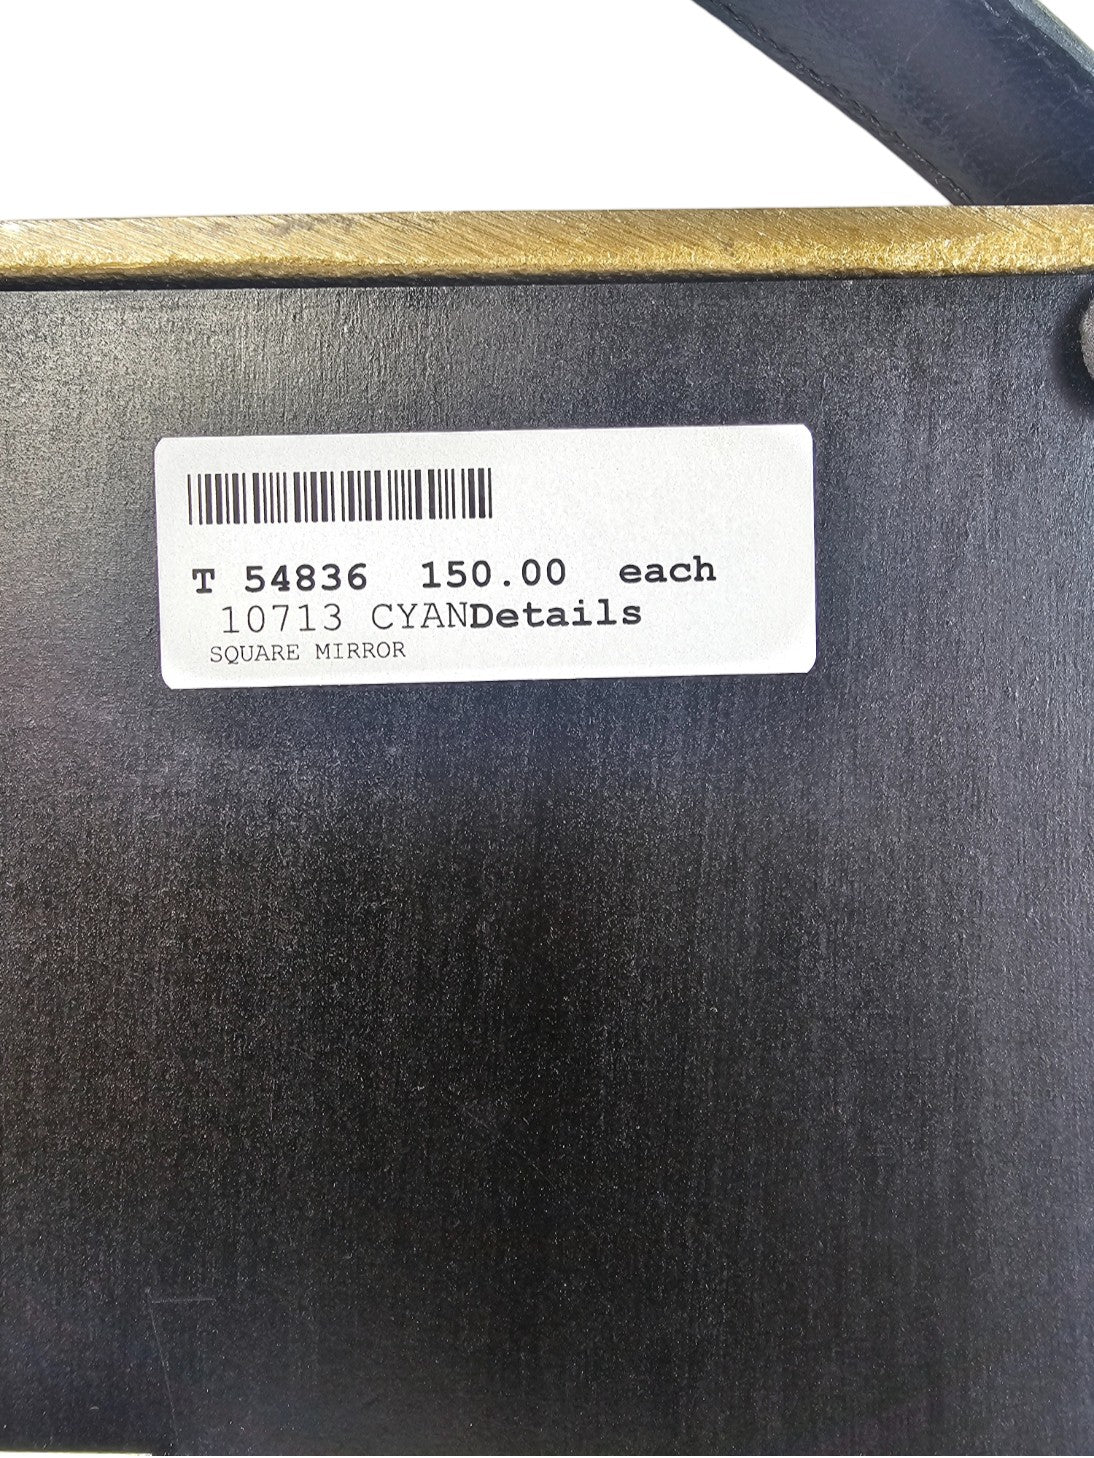 T 54836 150.00 each
10713 CYANDetails
SQUARE MIRROR